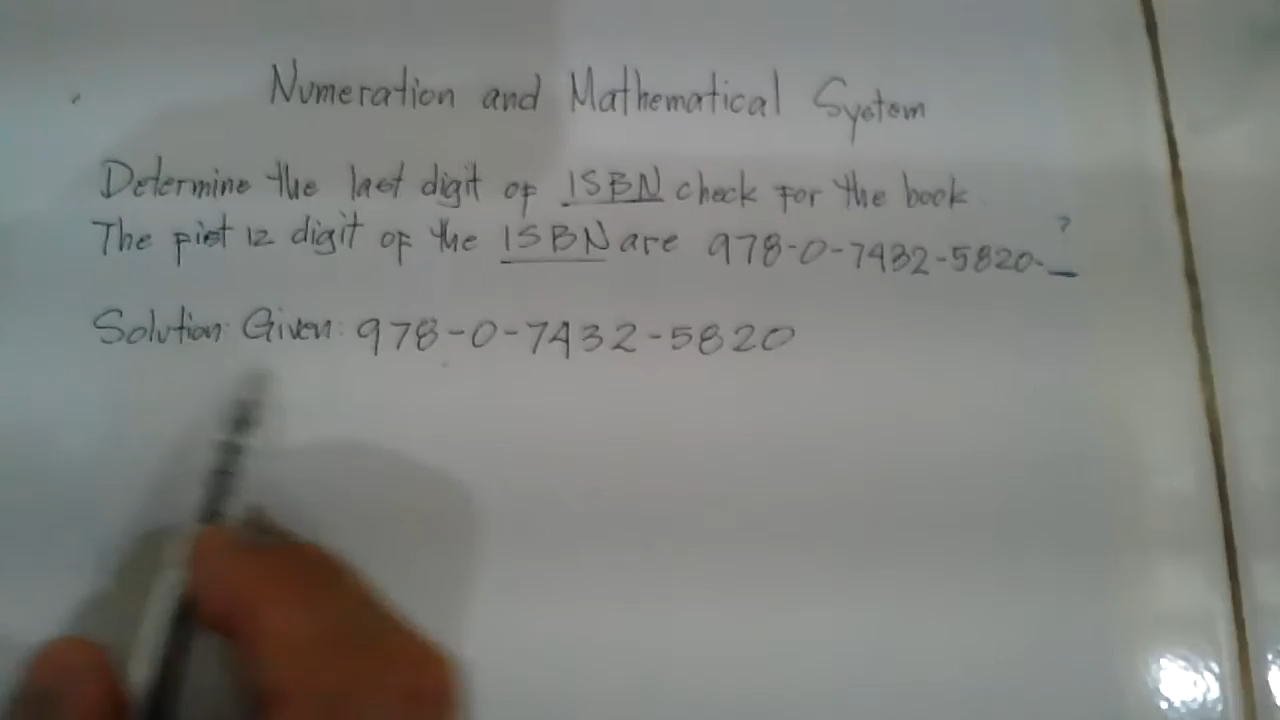 Numeration and Mathematical System
Determine the last digit of ISBN check for the book
The first 12 digit of the ISBN are 978-0-7432-5820-_?
Solution: Given: 978-0-7432-5820